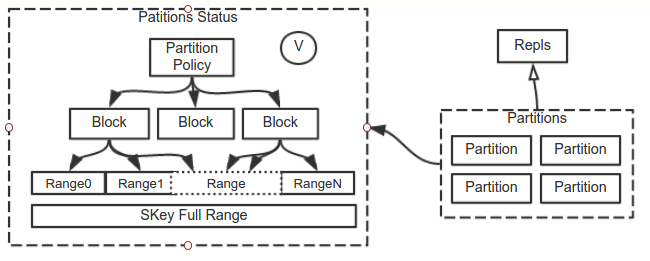 Patitions Status
Partition
Policy
V
Block
Block
Block
Range0
Range1
Range
RangeN
SKey Full Range
Repls
Partitions
Partition
Partition
Partition
Partition